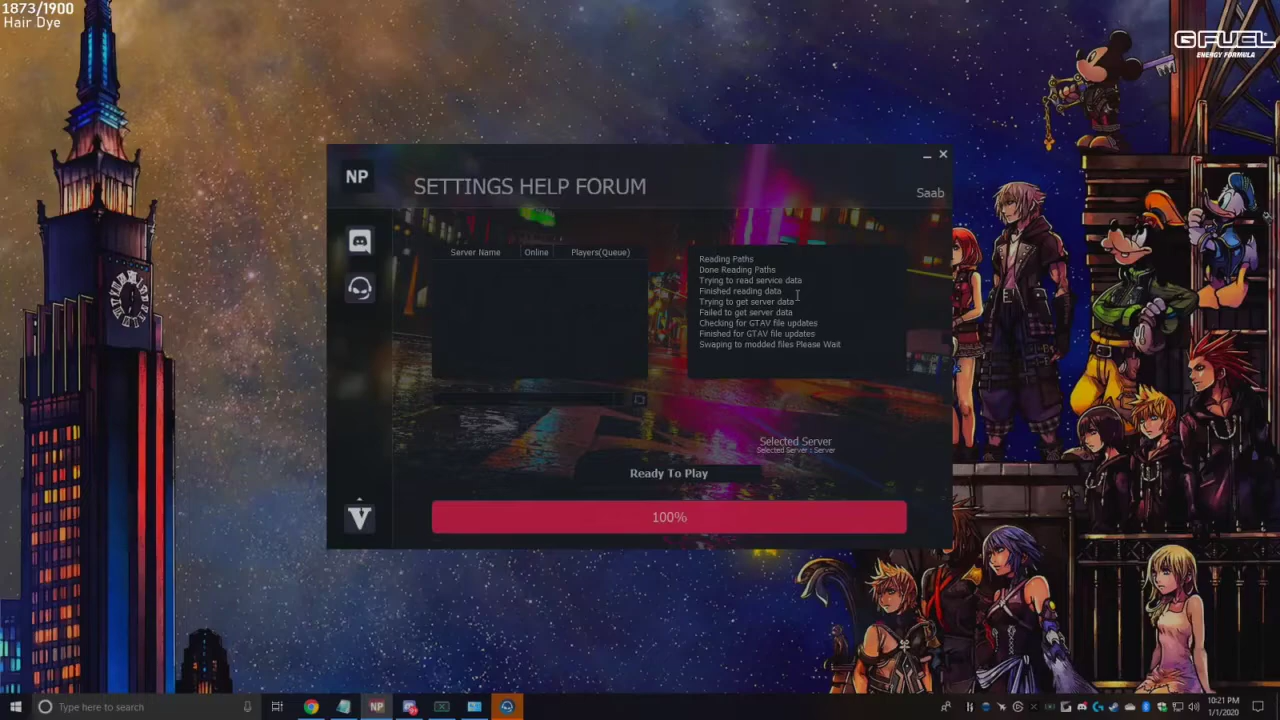 1873/1900
Hair Dye
GFUEL
ENERGY FORMULA
NP
SETTINGS HELP FORUM
Saab
Server Name Online Players(Queue)
Reading Paths
Done Reading Paths
Trying to read service data
Finished reading data
Trying to get server data
Failed to get server data
Checking for GTAV file updates
Finished for GTAV file updates
Swaping to modded files Please Wait
Selected Server
Selected Server : Server
Ready To Play
V
100%
Type here to search
NP
10:21 PM
1/1/2020